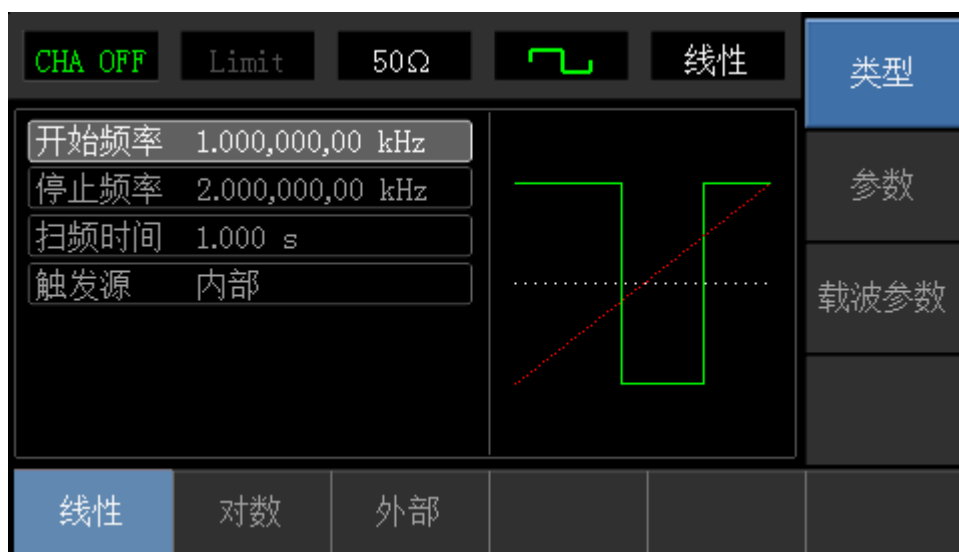 CHA OFF Limit 50Ω 线性 类型
开始频率 1.000,000,00 kHz
停止频率 2.000,000,00 kHz
参数
扫频时间 1.000 s
触发源 内部
载波参数
线性 对数 外部